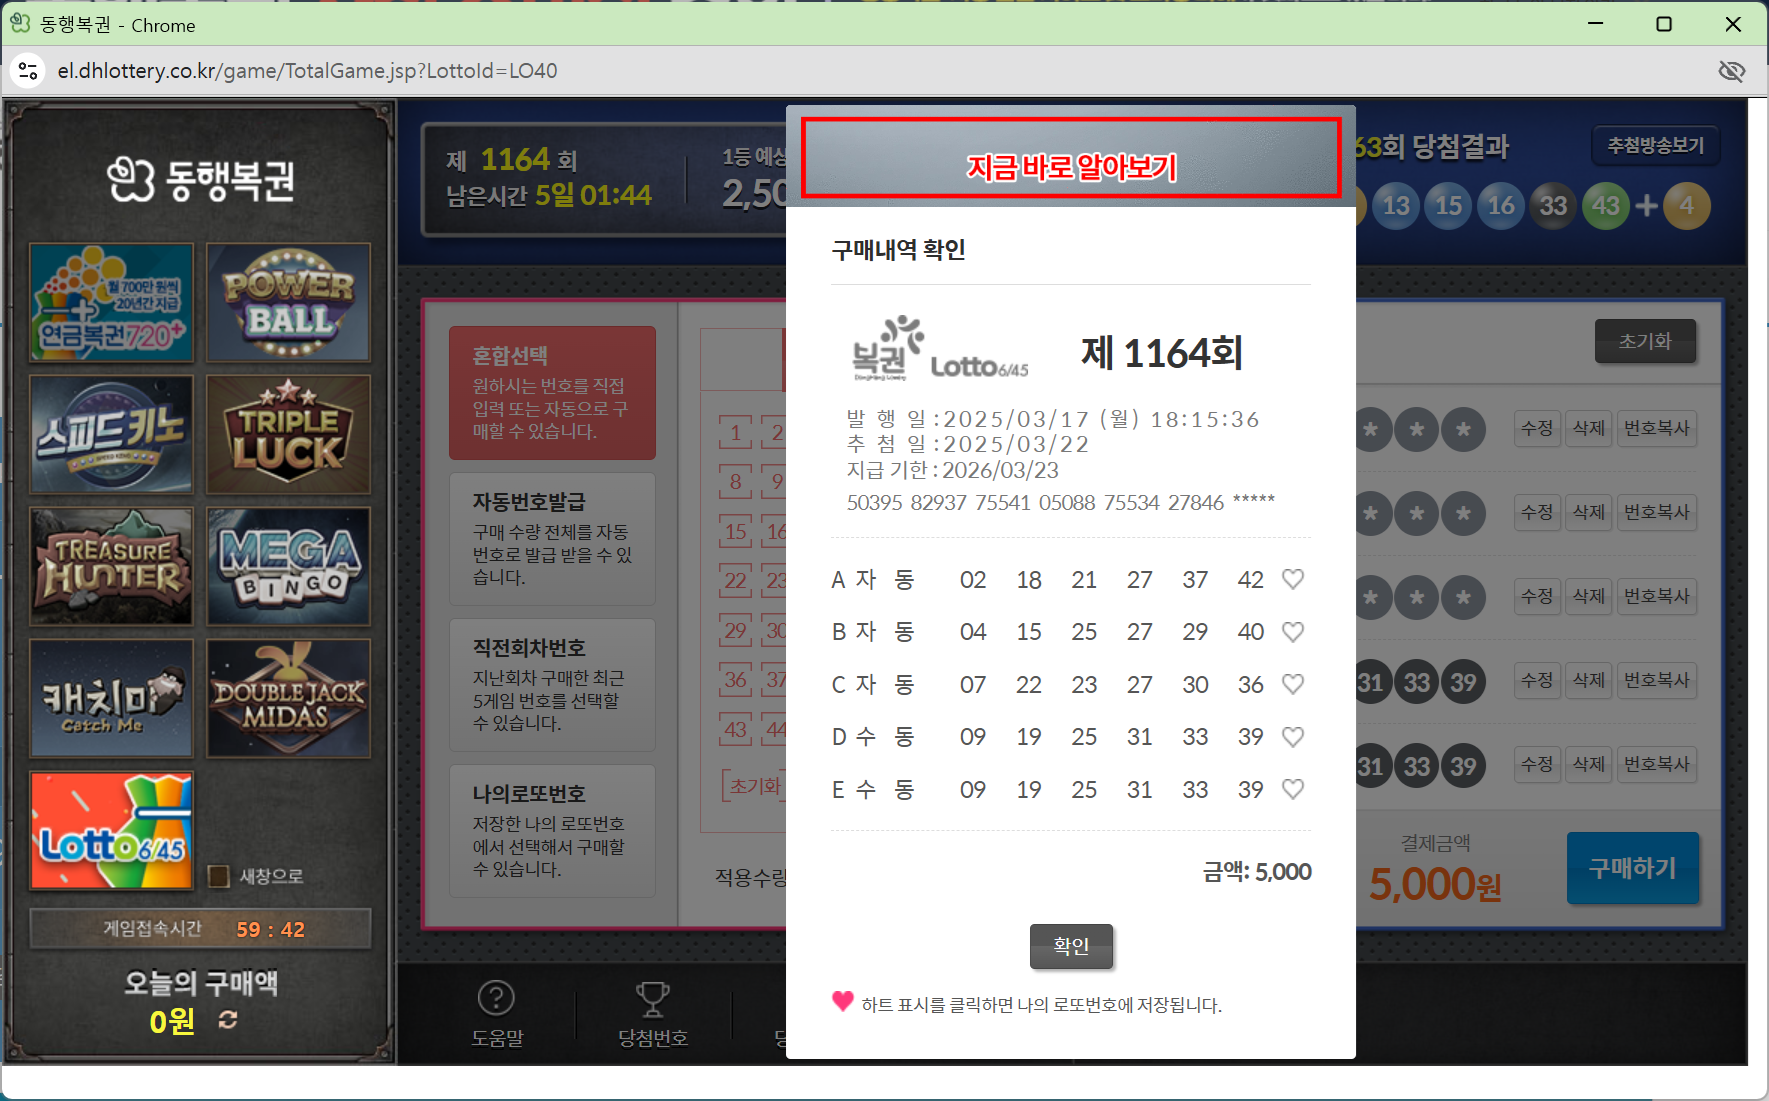 동행복권 - Chrome
el.dhlottery.co.kr/game/TotalGame.jsp?LottoId=LO40
동행복권
월 700만 원씩
20년간 지급
연금복권720+
POWER
BALL
스피드키노
SPEED KENO
TRIPLE
LUCK
TREASURE
HUNTER
MEGA
BINGO
캐치미
Catch Me
DOUBLE JACK
MIDAS
Lotto6/45
새창으로
게임접속시간 59 : 42
오늘의 구매액
0원
제 1164 회
남은시간 5일 01:44
1등 예상
2,50
63회 당첨결과
추첨방송보기
13 15 16 33 43 + 4
혼합선택
원하시는 번호를 직접
입력 또는 자동으로 구
매할 수 있습니다.
자동번호발급
구매 수량 전체를 자동
번호로 발급 받을 수 있
습니다.
직전회차번호
지난회차 구매한 최근
5게임 번호를 선택할
수 있습니다.
나의로또번호
저장한 나의 로또번호
에서 선택해서 구매할
수 있습니다.
1 2
8 9
15 16
22 23
29 30
36 37
43 44
초기화
적용수량
지금 바로 알아보기
구매내역 확인
복권 Lotto6/45
제 1164회
발 행 일 : 2025/03/17 (월) 18:15:36
추 첨 일 : 2025/03/22
지급 기한 : 2026/03/23
50395 82937 75541 05088 75534 27846 *****
A 자 동 02 18 21 27 37 42
B 자 동 04 15 25 27 29 40
C 자 동 07 22 23 27 30 36
D 수 동 09 19 25 31 33 39
E 수 동 09 19 25 31 33 39
금액: 5,000
확인
하트 표시를 클릭하면 나의 로또번호에 저장됩니다.
초기화
* * * 수정 삭제 번호복사
* * * 수정 삭제 번호복사
* * * 수정 삭제 번호복사
31 33 39 수정 삭제 번호복사
31 33 39 수정 삭제 번호복사
결제금액
5,000원
구매하기
도움말
당첨번호